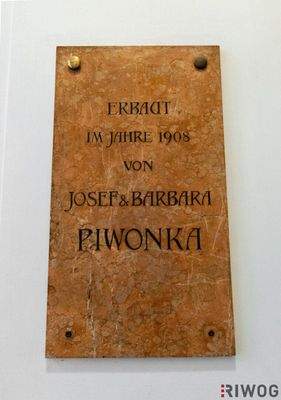 ERBAUT
IM JAHRE 1908
VON
JOSEF & BARBARA
PIWONKA
RIWOG